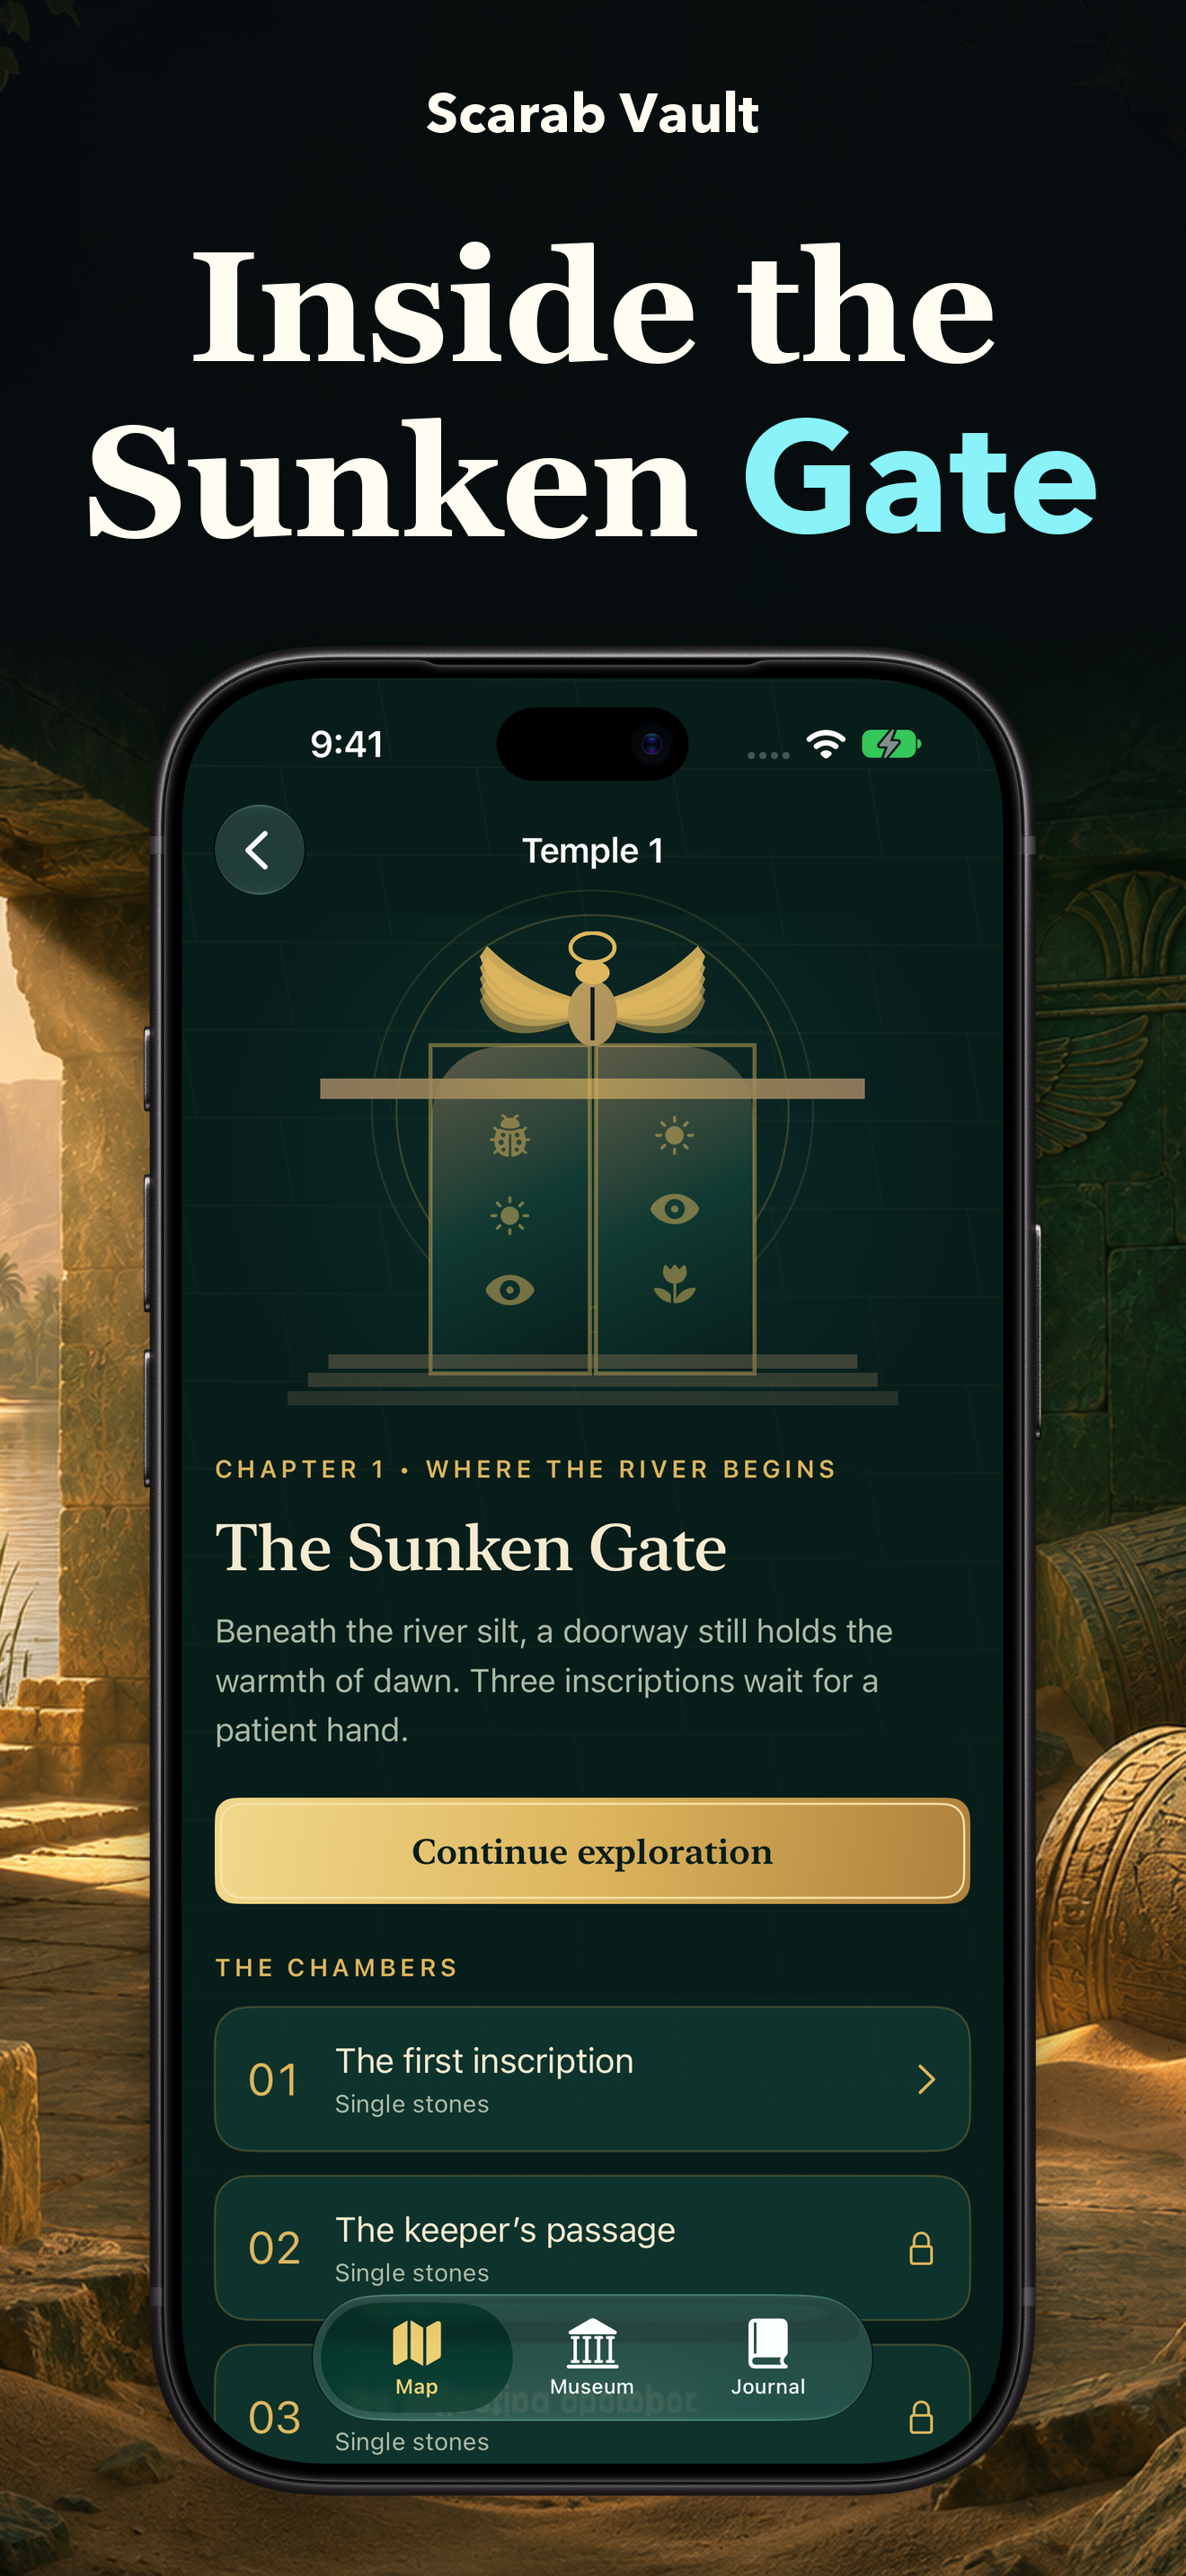 Scarab Vault
Inside the
Sunken Gate
9:41
Temple 1
CHAPTER 1 • WHERE THE RIVER BEGINS
The Sunken Gate
Beneath the river silt, a doorway still holds the
warmth of dawn. Three inscriptions wait for a
patient hand.
Continue exploration
THE CHAMBERS
01
The first inscription
Single stones
02
The keeper’s passage
Single stones
Map
Museum
Journal
03
Single stones